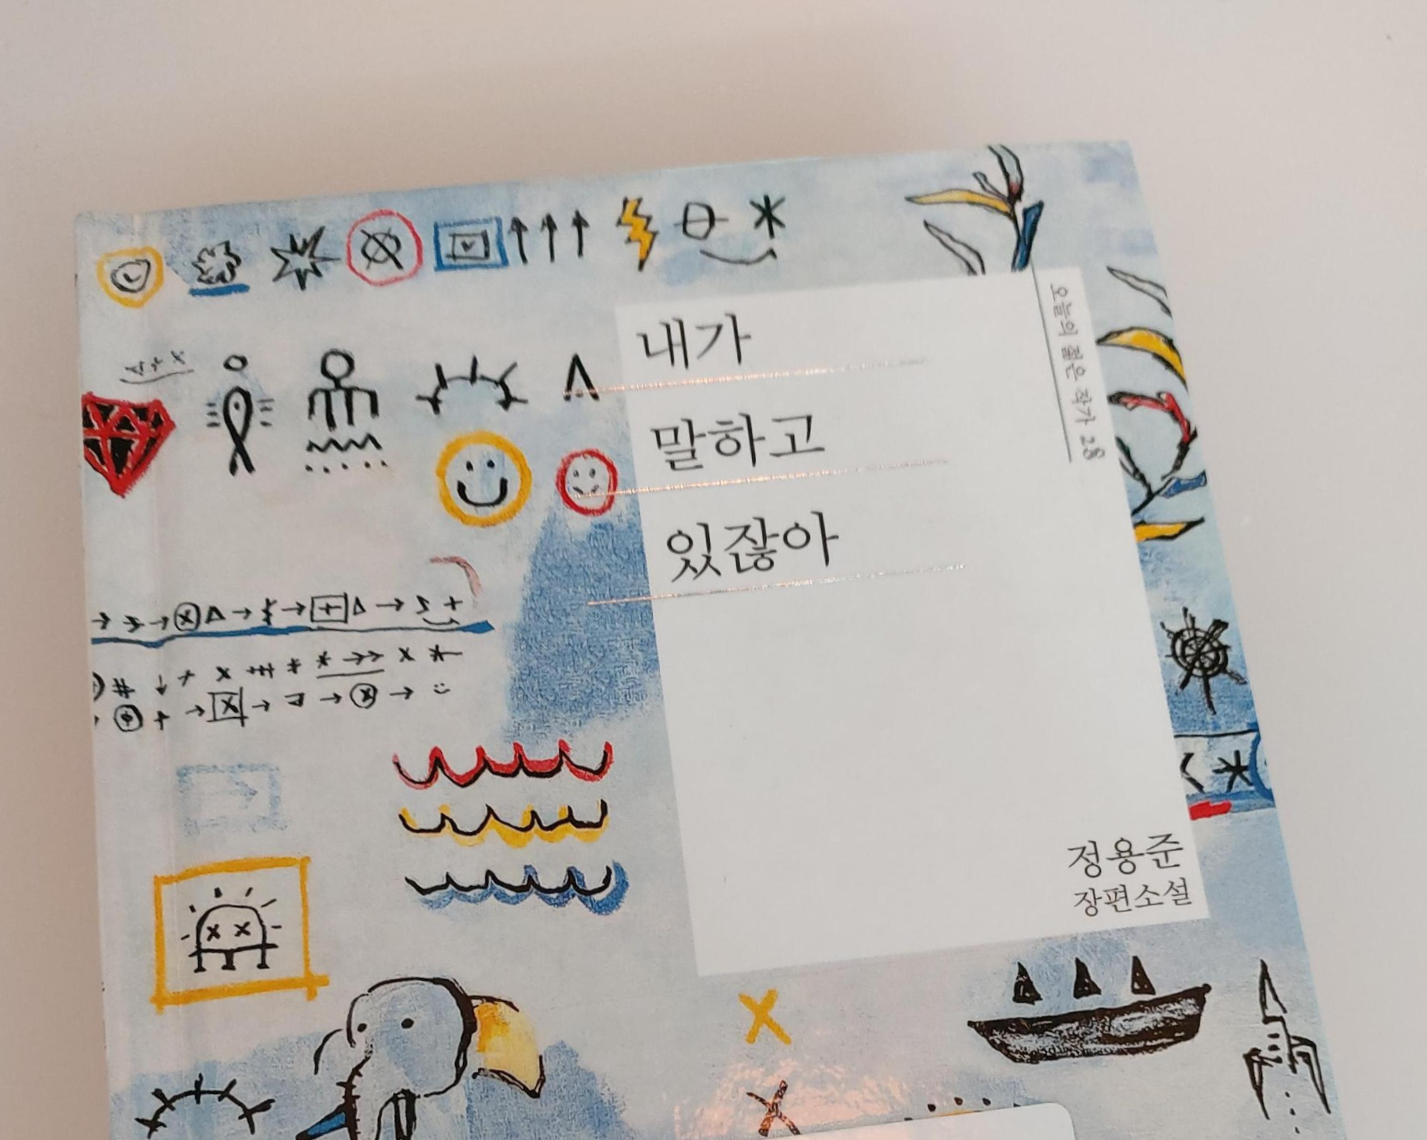 내가
말하고
있잖아
오늘의 젊은 작가 28
정용준
장편소설